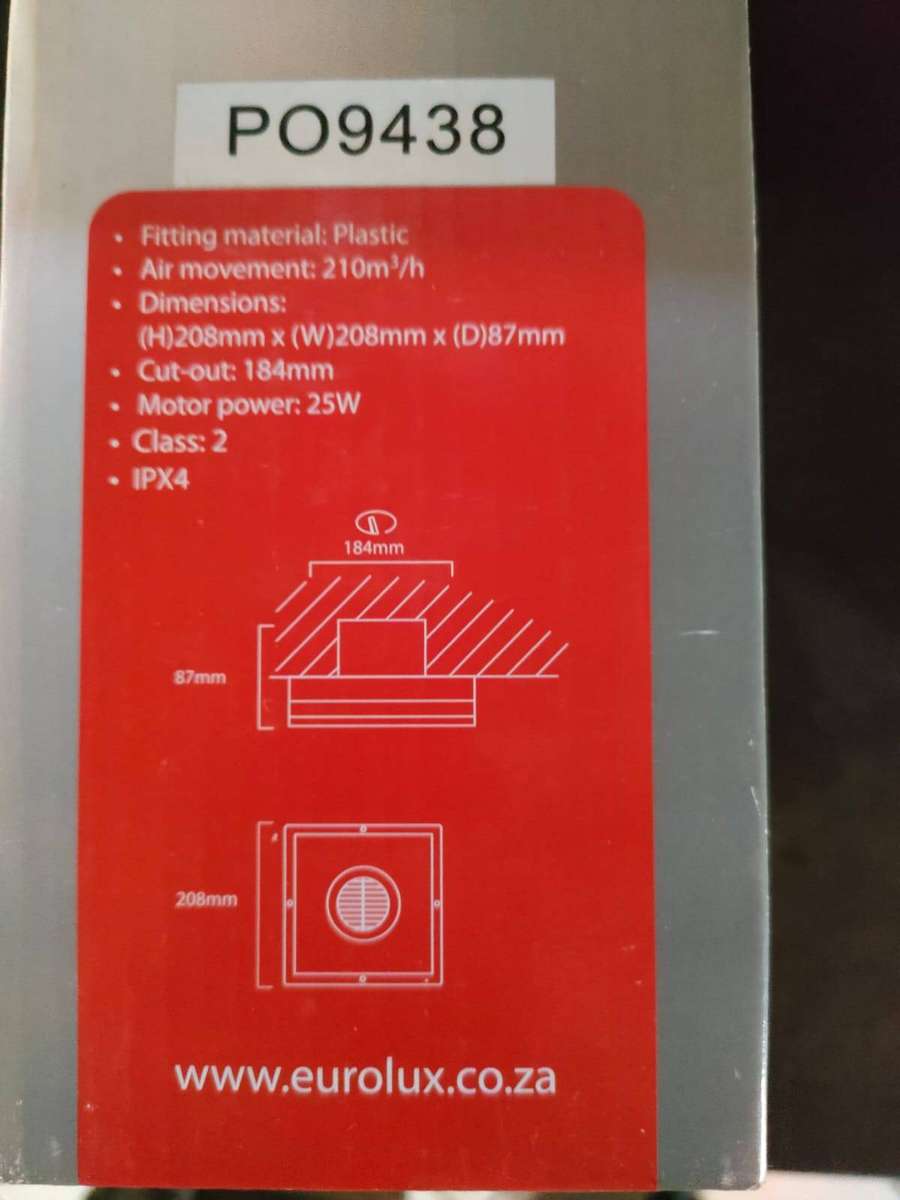 PO9438
• Fitting material: Plastic
• Air movement: 210m³/h
• Dimensions:
(H)208mm x (W)208mm x (D)87mm
• Cut-out: 184mm
• Motor power: 25W
• Class: 2
• IPX4
184mm
87mm
208mm
www.eurolux.co.za